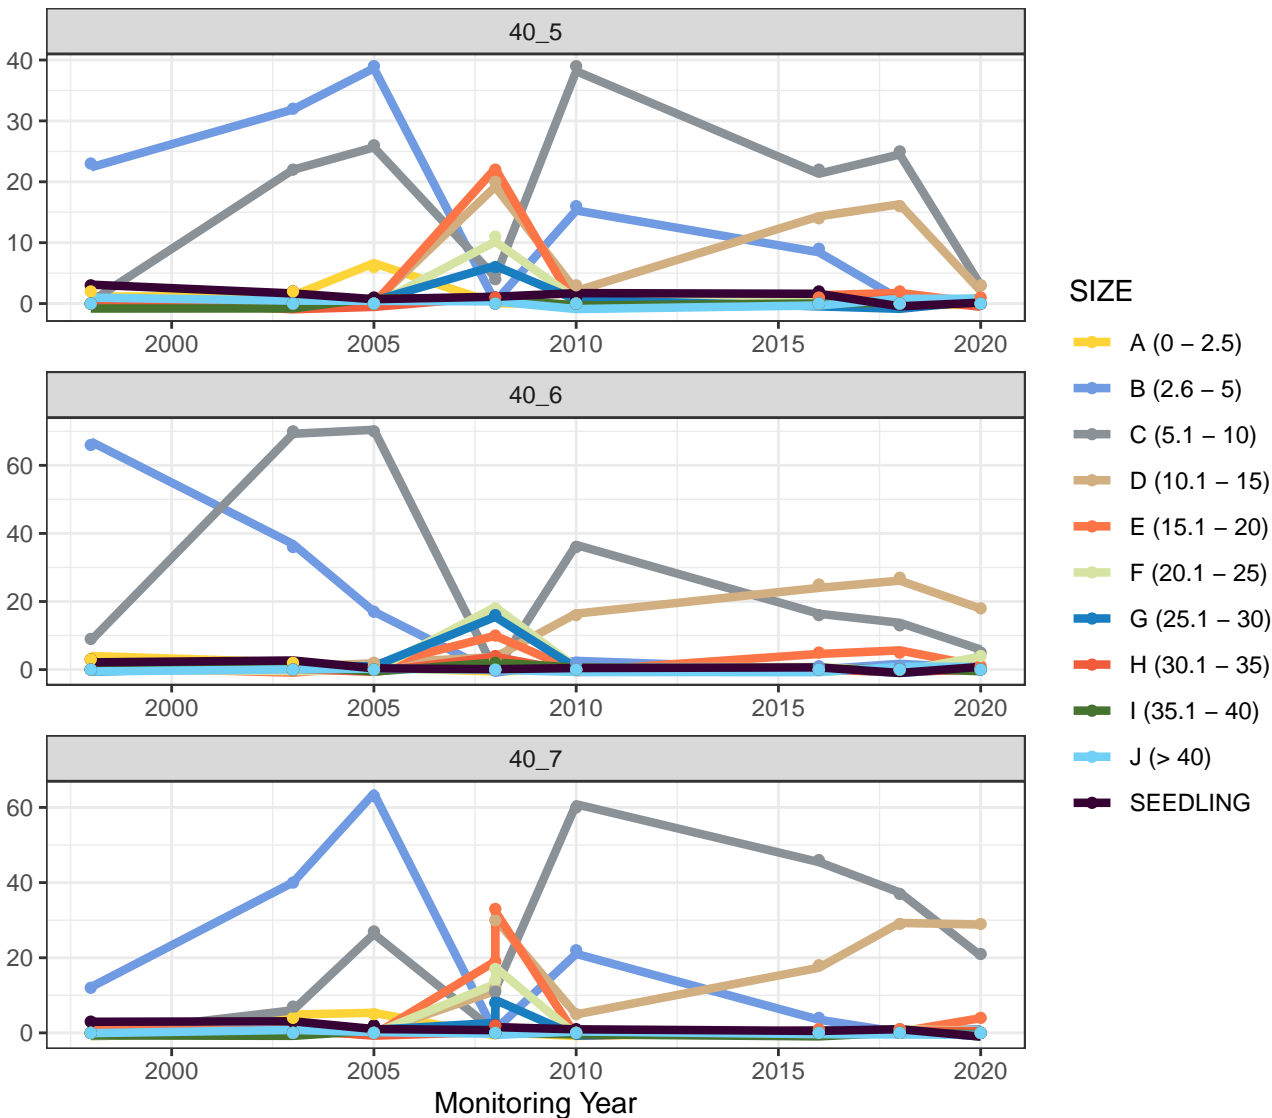 40_5
40
30
20
10
0
2000 2005 2010 2015 2020
40_6
60
40
20
0
2000 2005 2010 2015 2020
40_7
60
40
20
0
2000 2005 2010 2015 2020
Monitoring Year
SIZE
A (0 − 2.5)
B (2.6 − 5)
C (5.1 − 10)
D (10.1 − 15)
E (15.1 − 20)
F (20.1 − 25)
G (25.1 − 30)
H (30.1 − 35)
I (35.1 − 40)
J (> 40)
SEEDLING